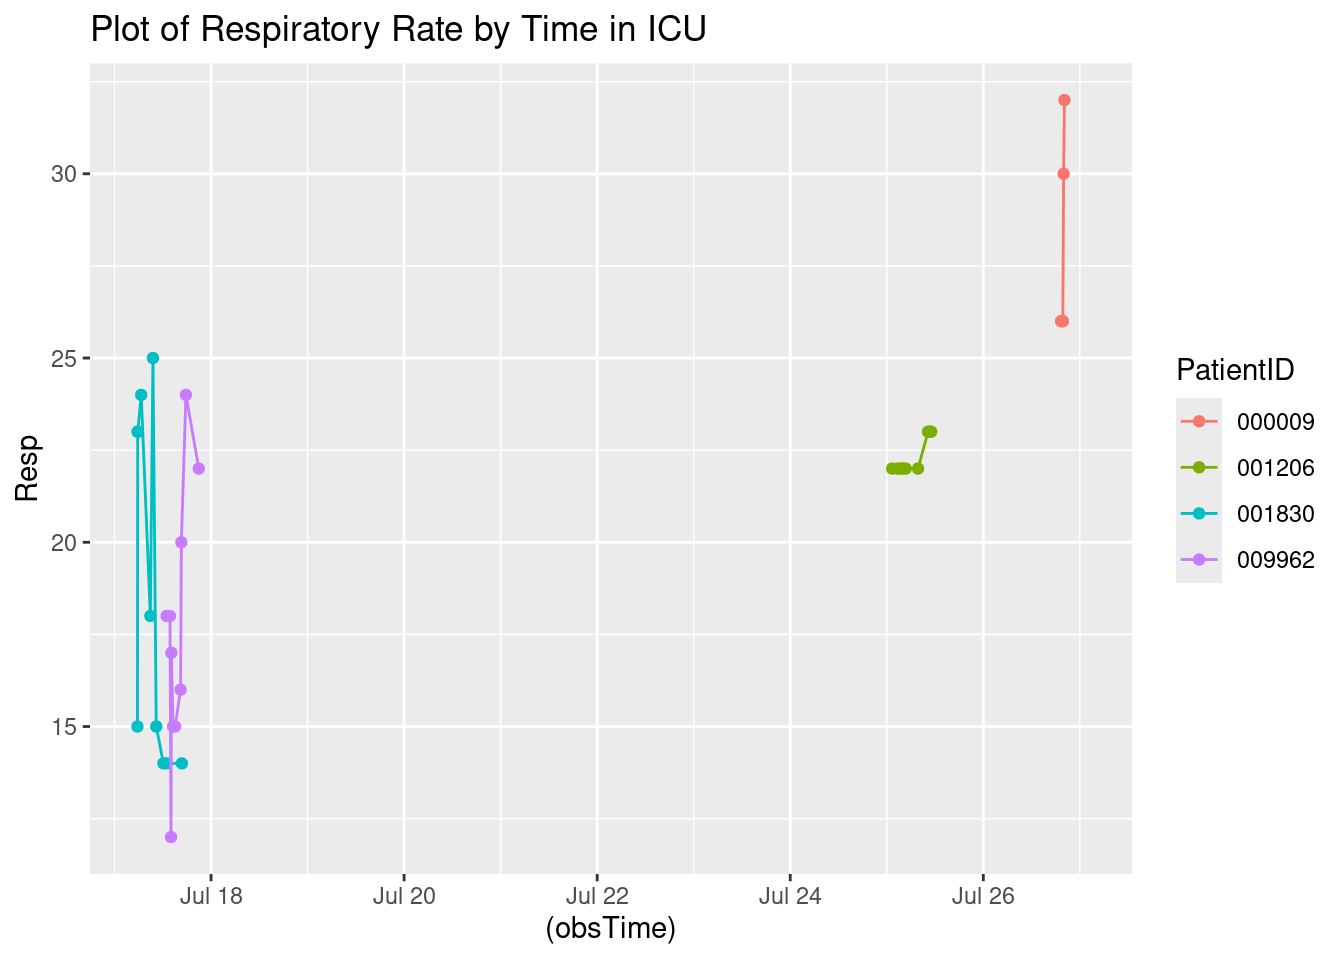 Plot of Respiratory Rate by Time in ICU
30
25
20
15
Resp
Jul 18
Jul 20
Jul 22
Jul 24
Jul 26
(obsTime)
PatientID
000009
001206
001830
009962